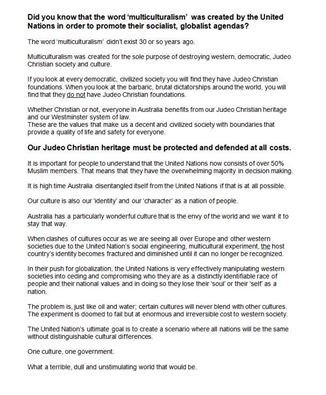 Did you know that the word 'multiculturalism' was created by the United
Nations in order to promote their socialist, globalist agendas?
The word 'multiculturalism' didn't exist 30 or so years ago.
Multiculturalism was created for the sole purpose of destroying western, democratic, Judeo
Christian society and culture.
If you look at every democratic, civilized society you will find they have Judeo Christian
foundations. When you look at the barbaric, brutal dictatorships around the world, you will
find that they do not have Judeo Christian foundations.
Whether Christian or not, everyone in Australia benefits from our Judeo Christian heritage
and our Westminster system of law.
These are the values that make us a decent and civilized society with boundaries that
provide a quality of life and safety for everyone.
Our Judeo Christian heritage must be protected and defended at all costs.
It is important for people to understand that the United Nations now consists of over 50%
Muslim members. That means that they have the overwhelming majority in decision making.
It is high time Australia disentangled itself from the United Nations if that is at all possible.
Our culture is also our 'identity' and our 'character' as a nation of people.
Australia has a particularly wonderful culture that is the envy of the world and we want it to
stay that way.
When clashes of cultures occur as we are seeing all over Europe and other western
societies due to the United Nation's social engineering, multicultural experiment, the host
country's identity becomes fractured and diminished until it can no longer be recognized.
In their push for globalization, the United Nations is very effectively manipulating western
societies into ceding and compromising who they are as a distinctly identifiable race of
people and their national values and in doing so they lose their 'soul' or their 'self' as a
nation.
The problem is, just like oil and water; certain cultures will never blend with other cultures.
The experiment is doomed to fail but at enormous and irreversible cost to western society.
The United Nation's ultimate goal is to create a scenario where all nations will be the same
without distinguishable cultural differences.
One culture, one government.
What a terrible, dull and unstimulating world that would be.